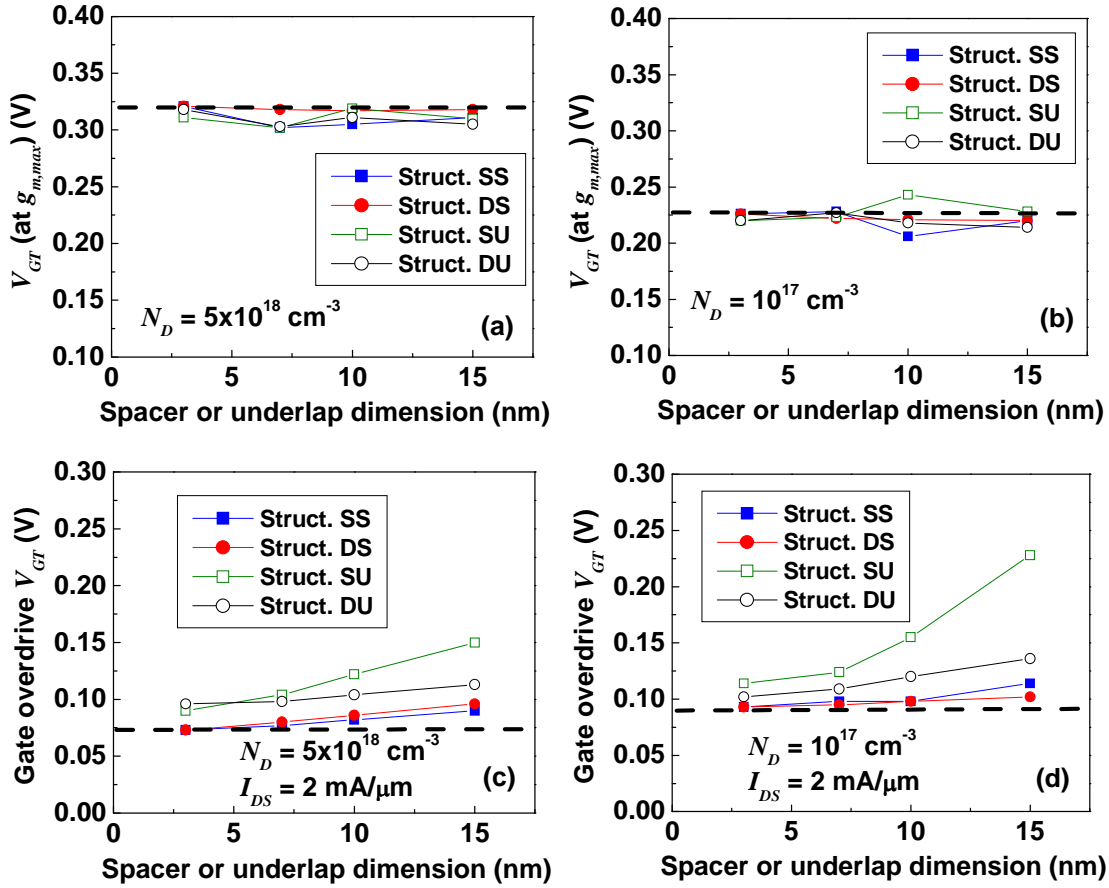 0.40
0.35
0.30
0.25
0.20
0.15
0.10
V_GT (at g_m,max) (V)
Struct. SS
Struct. DS
Struct. SU
Struct. DU
N_D = 5x10^18 cm^-3
(a)
0 5 10 15
Spacer or underlap dimension (nm)
0.40
0.35
0.30
0.25
0.20
0.15
0.10
V_GT (at g_m,max) (V)
Struct. SS
Struct. DS
Struct. SU
Struct. DU
N_D = 10^17 cm^-3
(b)
0 5 10 15
Spacer or underlap dimension (nm)
0.30
0.25
0.20
0.15
0.10
0.05
0.00
Gate overdrive V_GT (V)
Struct. SS
Struct. DS
Struct. SU
Struct. DU
N_D = 5x10^18 cm^-3
I_DS = 2 mA/μm
(c)
0 5 10 15
Spacer or underlap dimension (nm)
0.30
0.25
0.20
0.15
0.10
0.05
0.00
Gate overdrive V_GT (V)
Struct. SS
Struct. DS
Struct. SU
Struct. DU
N_D = 10^17 cm^-3
I_DS = 2 mA/μm
(d)
0 5 10 15
Spacer or underlap dimension (nm)